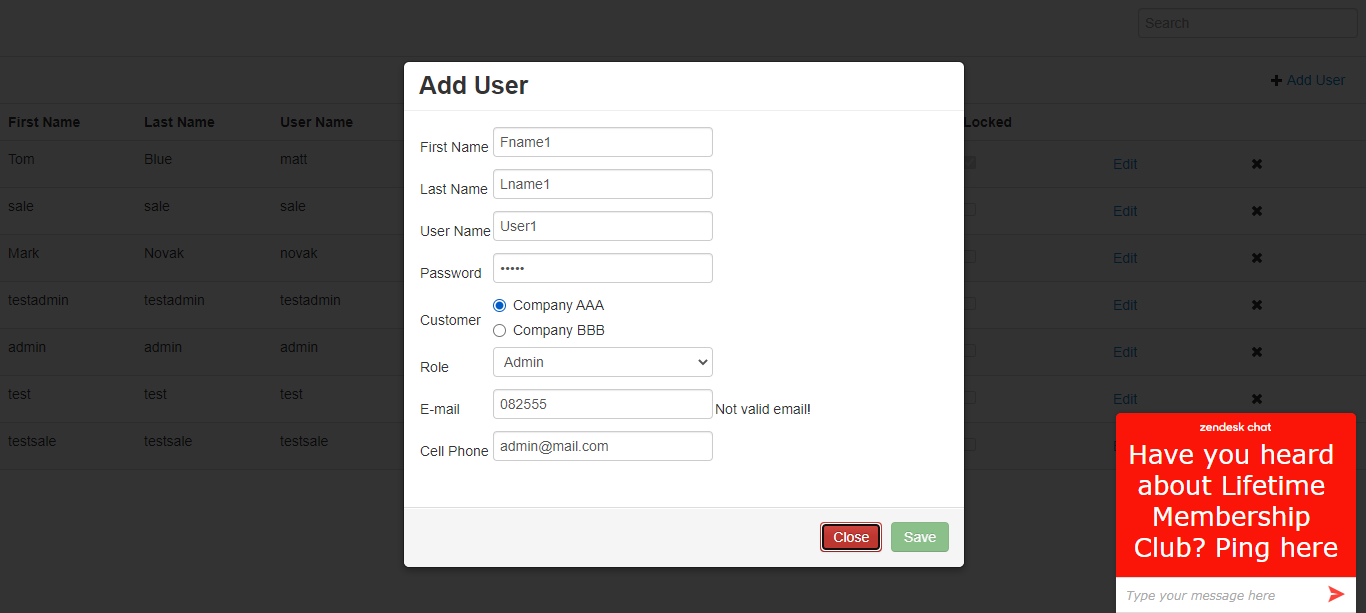 Search
Add User
First Name Last Name User Name Locked
Tom Blue matt Edit
sale sale sale Edit
Mark Novak novak Edit
testadmin testadmin testadmin Edit
admin admin admin Edit
test test test Edit
testsale testsale testsale
Add User
First Name Fname1
Last Name Lname1
User Name User1
Password •••••
Customer
Company AAA
Company BBB
Role Admin
E-mail 082555 Not valid email!
Cell Phone admin@mail.com
Close Save
zendesk chat
Have you heard
about Lifetime
Membership
Club? Ping here
Type your message here